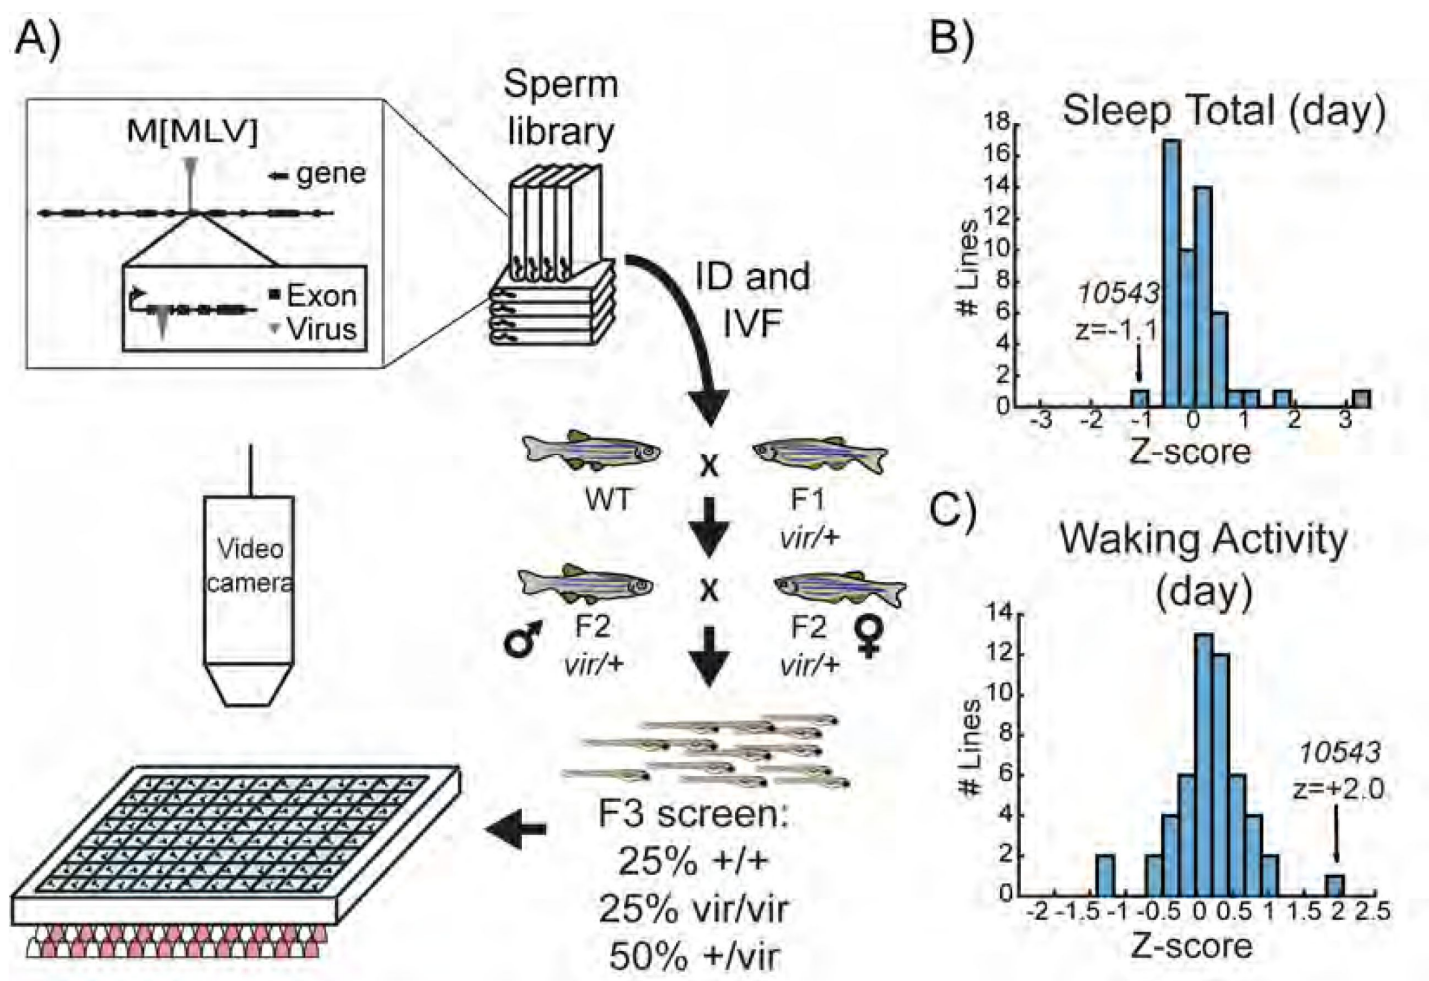 A)
M[MLV]
gene
Exon
Virus
Sperm
library
ID and
IVF
WT
X
F1
vir/+
F2
vir/+
X
F2
vir/+
Video
camera
F3 screen:
25% +/+
25% vir/vir
50% +/vir
B)
Sleep Total (day)
# Lines
18
16
14
12
10
8
6
4
2
0
10543
z=-1.1
-3 -2 -1 0 1 2 3
Z-score
C)
Waking Activity
(day)
# Lines
14
12
10
8
6
4
2
0
10543
z=+2.0
-2 -1.5 -1 -0.5 0 0.5 1 1.5 2 2.5
Z-score